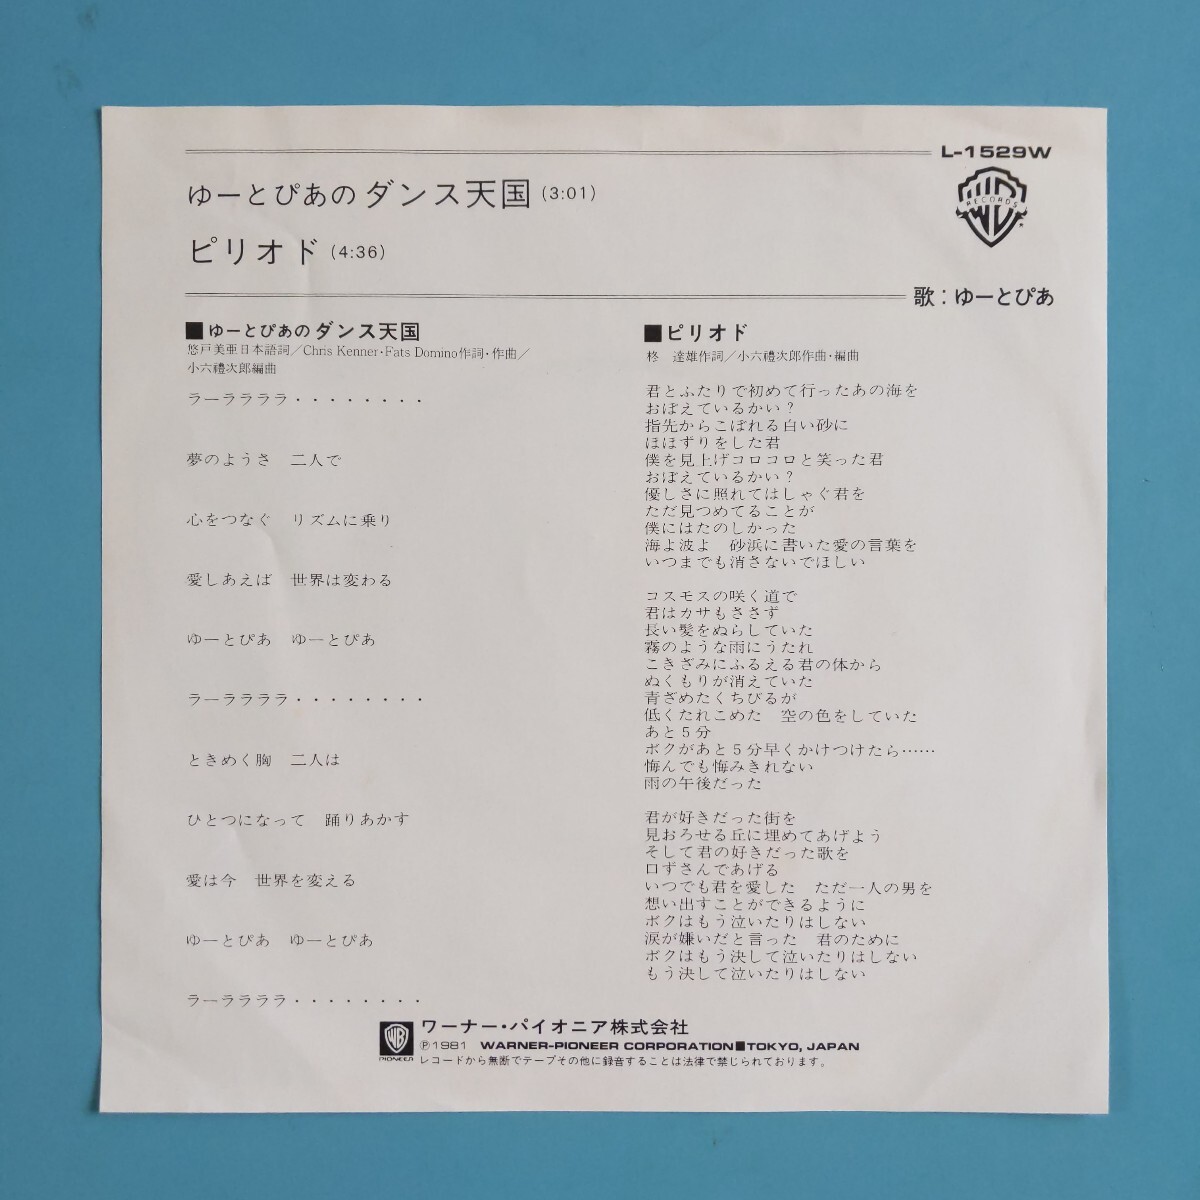 L-1529W
ゆーとぴあの ダンス天国 (3:01)
W RECORDS
ピリオド (4:36)
歌：ゆーとぴあ
■ゆーとぴあの ダンス天国
悠戸美亜日本語詞／Chris Kenner・Fats Domino作詞・作曲／
小六禮次郎編曲
ラーララララ・・・・・・・・
夢のようさ　二人で
心をつなぐ　リズムに乗り
愛しあえば　世界は変わる
ゆーとぴあ　ゆーとぴあ
ラーララララ・・・・・・・・
ときめく胸　二人は
ひとつになって　踊りあかす
愛は今　世界を変える
ゆーとぴあ　ゆーとぴあ
ラーララララ・・・・・・・・
■ピリオド
柊　達雄作詞／小六禮次郎作曲・編曲
君とふたりで初めて行ったあの海を
おぼえているかい？
指先からこぼれる白い砂に
ほほずりをした君
僕を見上げコロコロと笑った君
おぼえているかい？
優しさに照れてはしゃぐ君を
ただ見つめてることが
僕にはたのしかった
海よ波よ　砂浜に書いた愛の言葉を
いつまでも消さないでほしい
コスモスの咲く道で
君はカサもささず
長い髪をぬらしていた
霧のような雨にうたれ
こきざみにふるえる君の体から
ぬくもりが消えていた
青ざめたくちびるが
低くたれこめた　空の色をしていた
あと５分
ボクがあと５分早くかけつけたら……
悔んでも悔みきれない
雨の午後だった
君が好きだった街を
見おろせる丘に埋めてあげよう
そして君の好きだった歌を
口ずさんであげる
いつでも君を愛した　ただ一人の男を
想い出すことができるように
ボクはもう泣いたりはしない
涙が嫌いだと言った　君のために
ボクはもう決して泣いたりはしない
もう決して泣いたりはしない
WB PIONEER
ワーナー・パイオニア株式会社
Ⓟ1981 WARNER-PIONEER CORPORATION■TOKYO, JAPAN
レコードから無断でテープその他に録音することは法律で禁じられております。